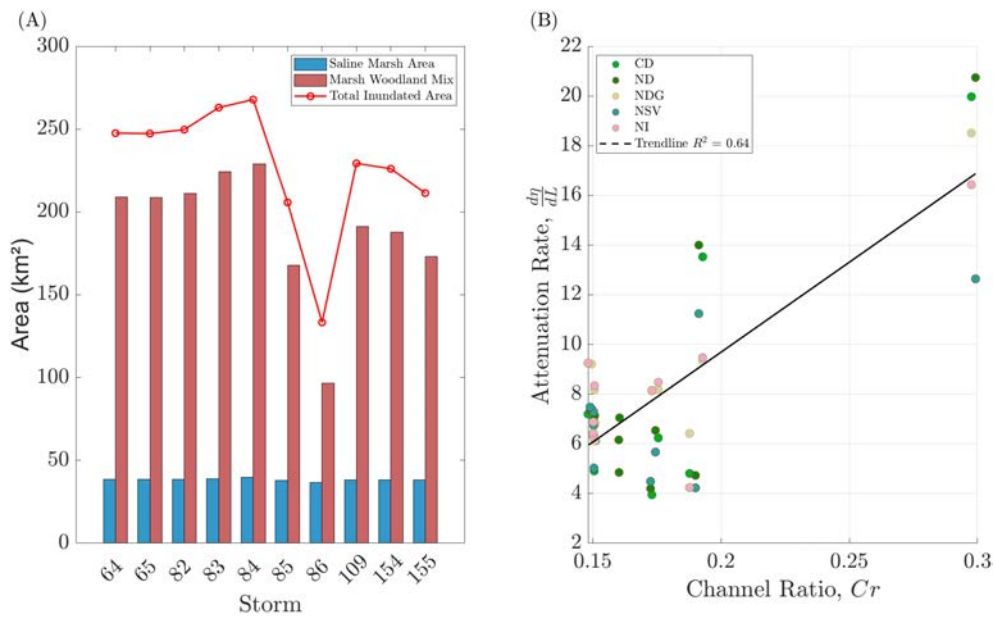 (A)
300
250
200
150
100
50
0
Area (km²)
Saline Marsh Area
Marsh Woodland Mix
Total Inundated Area
64
65
82
83
84
85
86
109
154
155
Storm
(B)
22
20
18
16
14
12
10
8
6
4
2
Attenuation Rate, dη/dL
CD
ND
NDG
NSV
NI
Trendline R² = 0.64
0.15
0.2
0.25
0.3
Channel Ratio, Cr